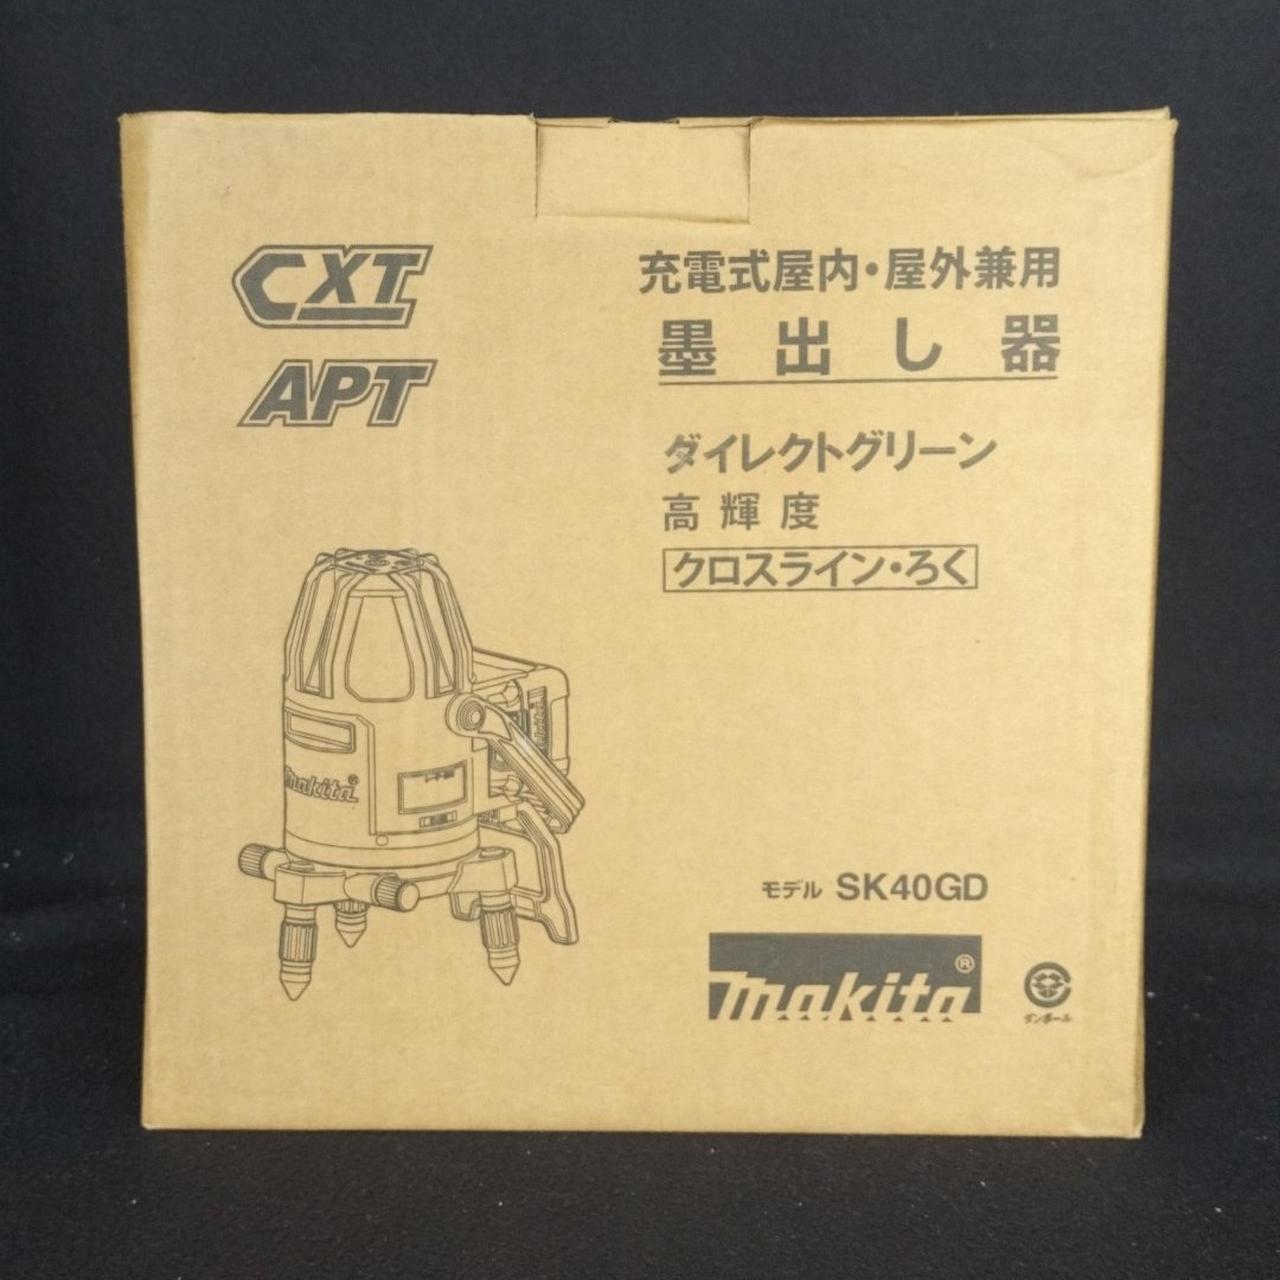 CXT
APT
充電式屋内・屋外兼用
墨出し器
ダイレクトグリーン
高輝度
クロスライン・ろく
makita®
モデル SK40GD
makita®
ダンボール